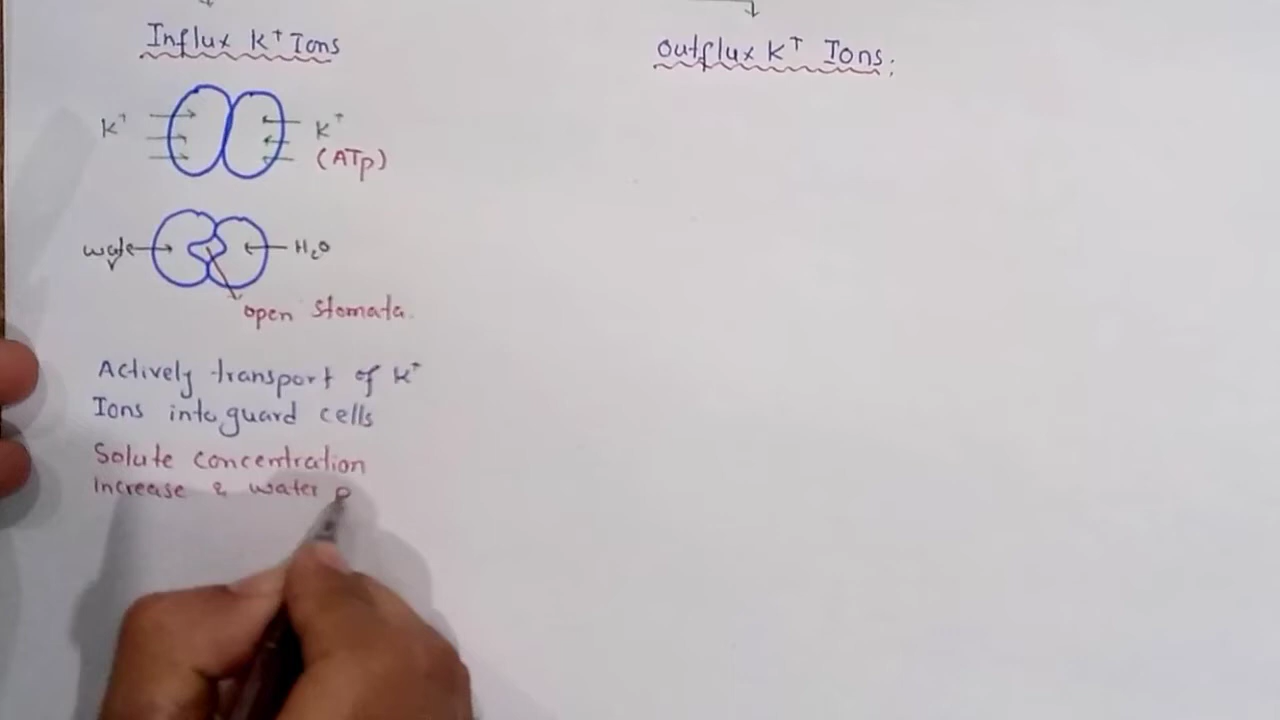 Influx K⁺ Ions
K⁺
K⁺
(ATp)
water
H₂O
open stomata.
Actively transport of K⁺
Ions into guard cells
Solute concentration
Increase & water p
outflux K⁺ Ions: